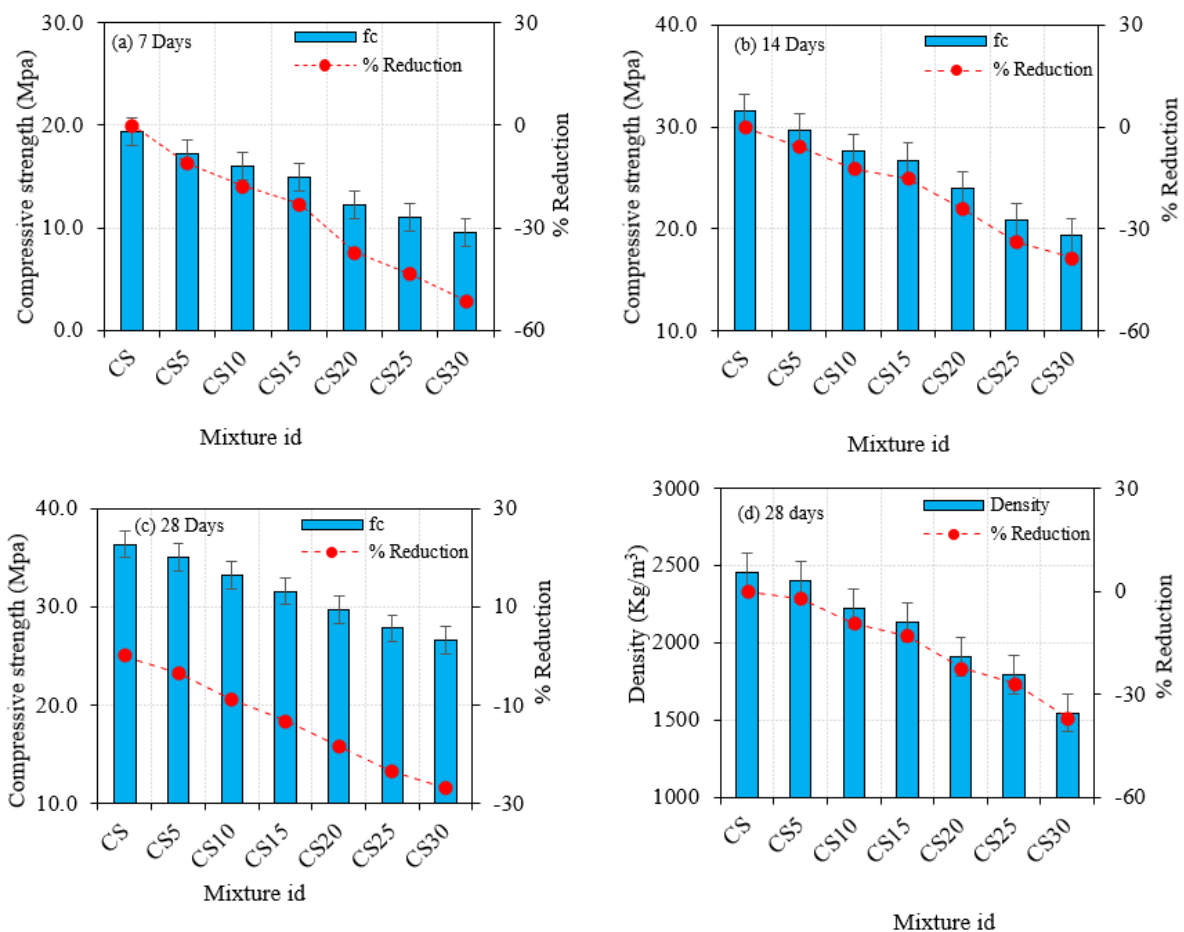 (a) 7 Days
fc
% Reduction
Compressive strength (Mpa)
30.0
20.0
10.0
0.0
30
0
-30
-60
% Reduction
CS
CS5
CS10
CS15
CS20
CS25
CS30
Mixture id
(b) 14 Days
fc
% Reduction
Compressive strength (Mpa)
40.0
30.0
20.0
10.0
30
0
-30
-60
% Reduction
CS
CS5
CS10
CS15
CS20
CS25
CS30
Mixture id
(c) 28 Days
fc
% Reduction
Compressive strength (Mpa)
40.0
30.0
20.0
10.0
30
10
-10
-30
% Reduction
CS
CS5
CS10
CS15
CS20
CS25
CS30
Mixture id
(d) 28 days
Density
% Reduction
Density (Kg/m³)
3000
2500
2000
1500
1000
30
0
-30
-60
% Reduction
CS
CS5
CS10
CS15
CS20
CS25
CS30
Mixture id